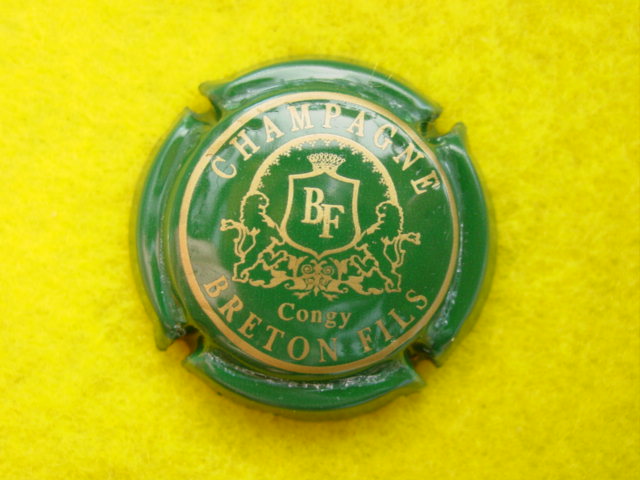 CHAMPAGNE
BF
Congy
BRETON FILS